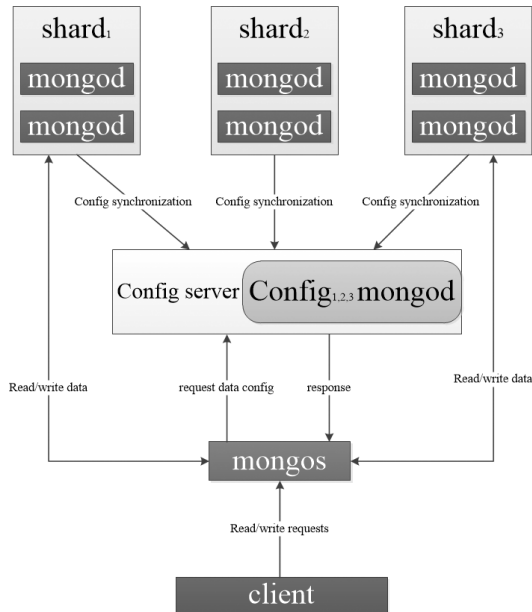 shard1
shard2
shard3
mongod
mongod
mongod
mongod
mongod
mongod
Config synchronization
Config synchronization
Config synchronization
Config server
Config1,2,3 mongod
Read/write data
request data config
response
Read/write data
mongos
Read/write requests
client